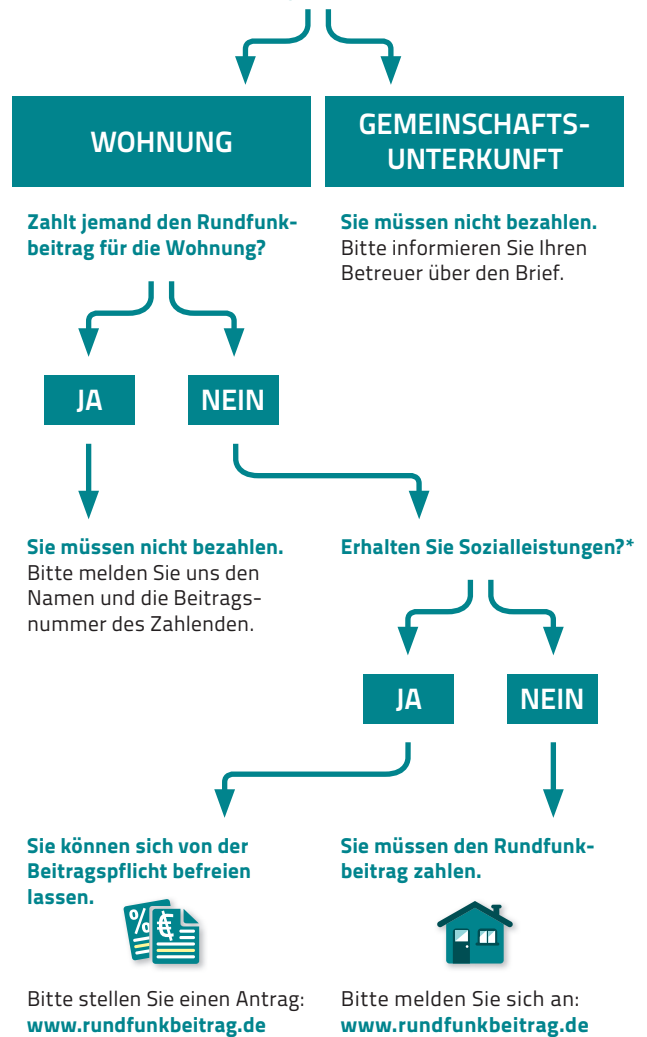 WOHNUNG
GEMEINSCHAFTS-
UNTERKUNFT
Zahlt jemand den Rundfunk-
beitrag für die Wohnung?
Sie müssen nicht bezahlen.
Bitte informieren Sie Ihren
Betreuer über den Brief.
JA
NEIN
Sie müssen nicht bezahlen.
Bitte melden Sie uns den
Namen und die Beitrags-
nummer des Zahlenden.
Erhalten Sie Sozialleistungen?*
JA
NEIN
Sie können sich von der
Beitragspflicht befreien
lassen.
% €
Bitte stellen Sie einen Antrag:
www.rundfunkbeitrag.de
Sie müssen den Rundfunk-
beitrag zahlen.
Bitte melden Sie sich an:
www.rundfunkbeitrag.de